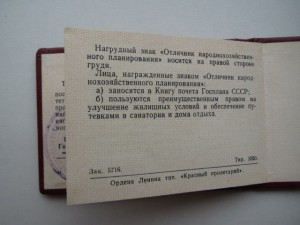 Нагрудный знак «Отличник народнохозяйствен-
ного планирования» носится на правой стороне
груди.
Лица, награжденные знаком «Отличник народ-
нохозяйственного планирования»:
а) заносятся в Книгу почета Госплана СССР;
б) пользуются преимущественным правом на
улучшение жилищных условий и обеспечение пу-
тевками в санатории и дома отдыха.
Зак. 5716.
Тир. 1050.
Ордена Ленина тип. «Красный пролетарий».